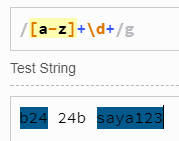 /[a-z]+\d+/g
Test String
b24 24b saya123